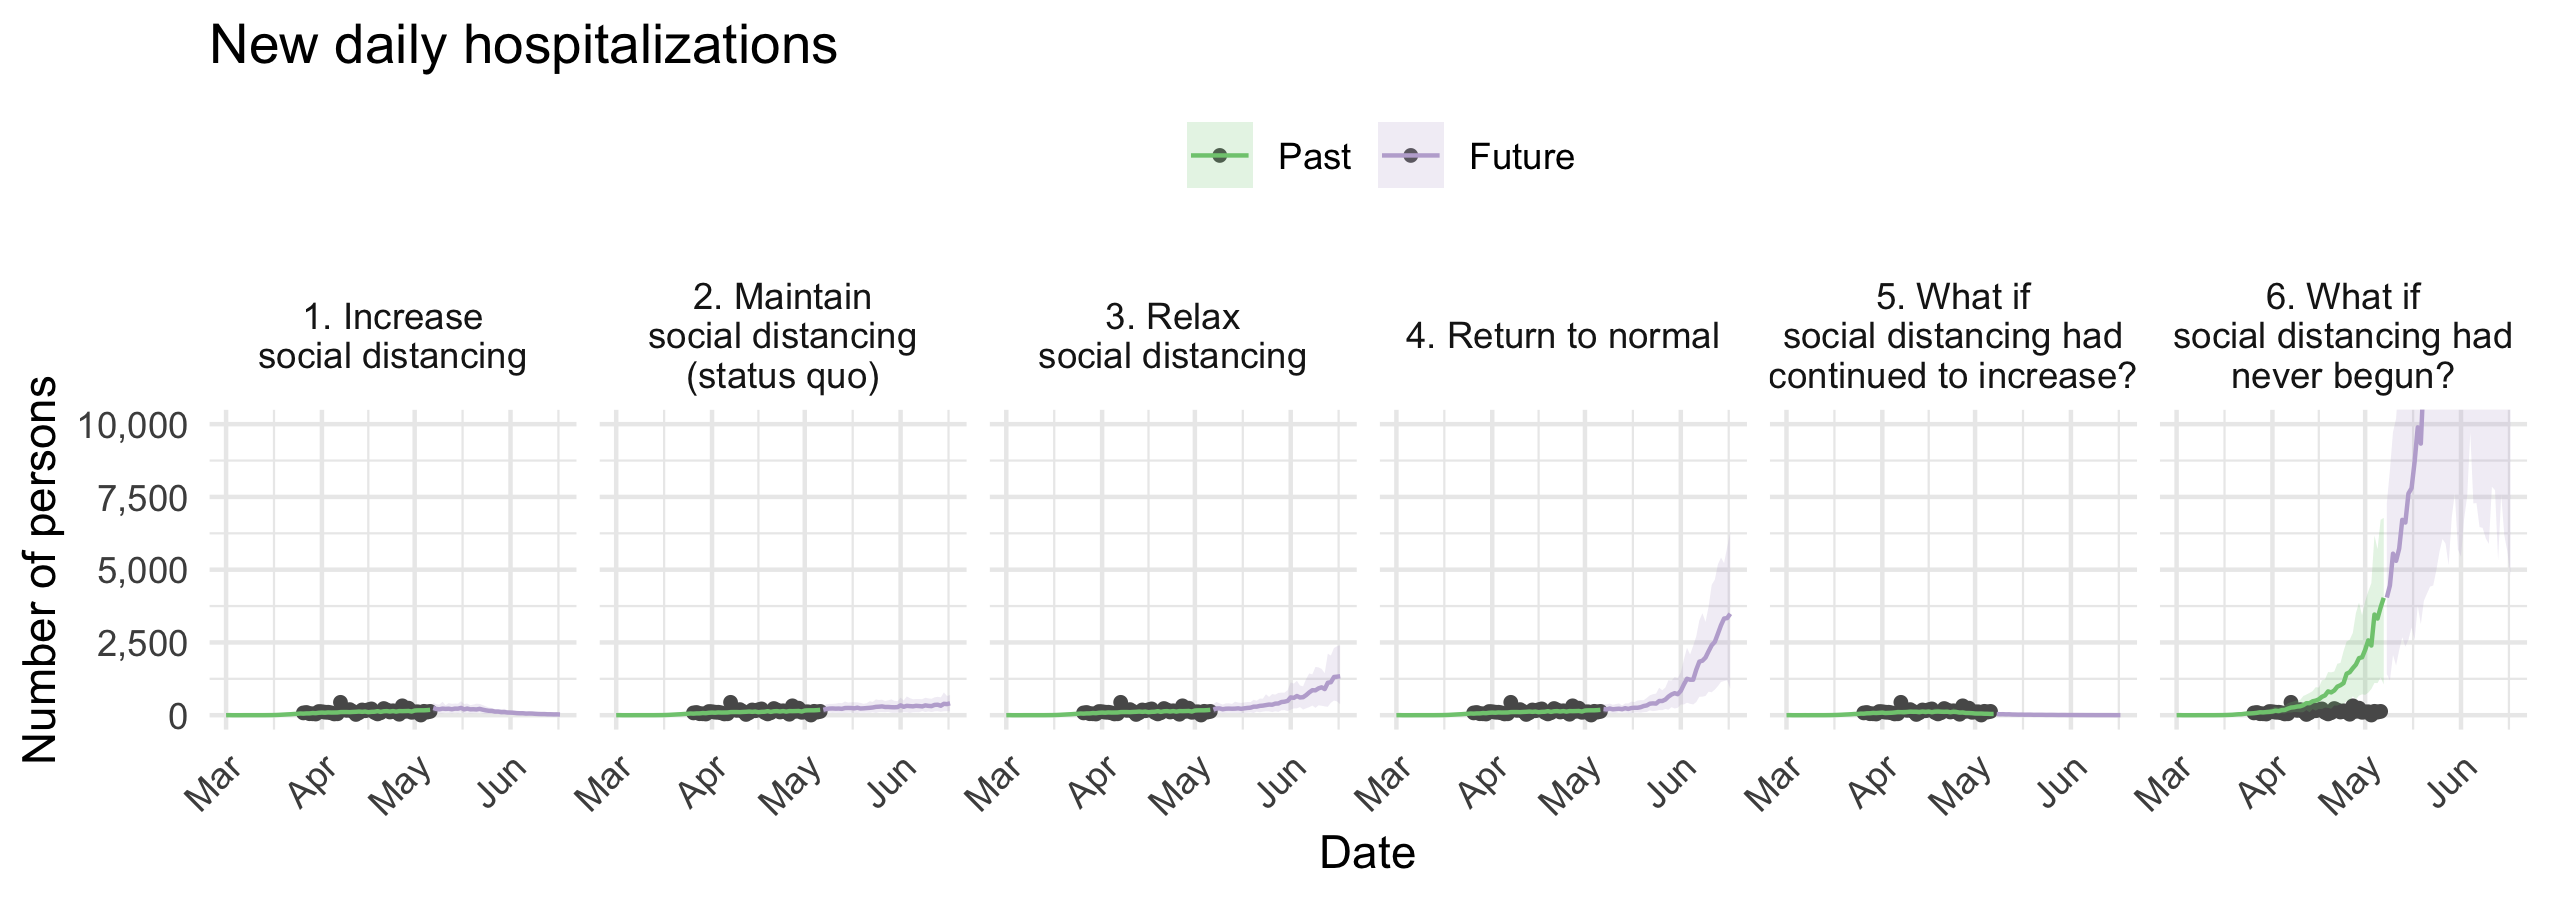 New daily hospitalizations
Past
Future
1. Increase
social distancing
2. Maintain
social distancing
(status quo)
3. Relax
social distancing
4. Return to normal
5. What if
social distancing had
continued to increase?
6. What if
social distancing had
never begun?
Number of persons
10,000
7,500
5,000
2,500
0
Mar
Apr
May
Jun
Mar
Apr
May
Jun
Mar
Apr
May
Jun
Mar
Apr
May
Jun
Mar
Apr
May
Jun
Mar
Apr
May
Jun
Date